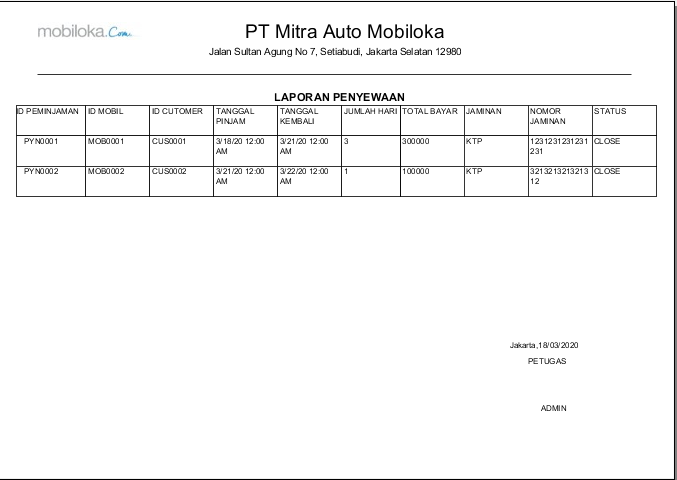 mobiloka.Com
PT Mitra Auto Mobiloka
Jalan Sultan Agung No 7, Setiabudi, Jakarta Selatan 12980
LAPORAN PENYEWAAN
ID PEMINJAMAN ID MOBIL ID CUTOMER TANGGAL PINJAM TANGGAL KEMBALI JUMLAH HARI TOTAL BAYAR JAMINAN NOMOR JAMINAN STATUS
PYN0001 MOB0001 CUS0001 3/18/20 12:00 AM 3/21/20 12:00 AM 3 300000 KTP 1231231231231231 CLOSE
PYN0002 MOB0002 CUS0002 3/21/20 12:00 AM 3/22/20 12:00 AM 1 100000 KTP 321321321321312 CLOSE
Jakarta,18/03/2020
PETUGAS
ADMIN